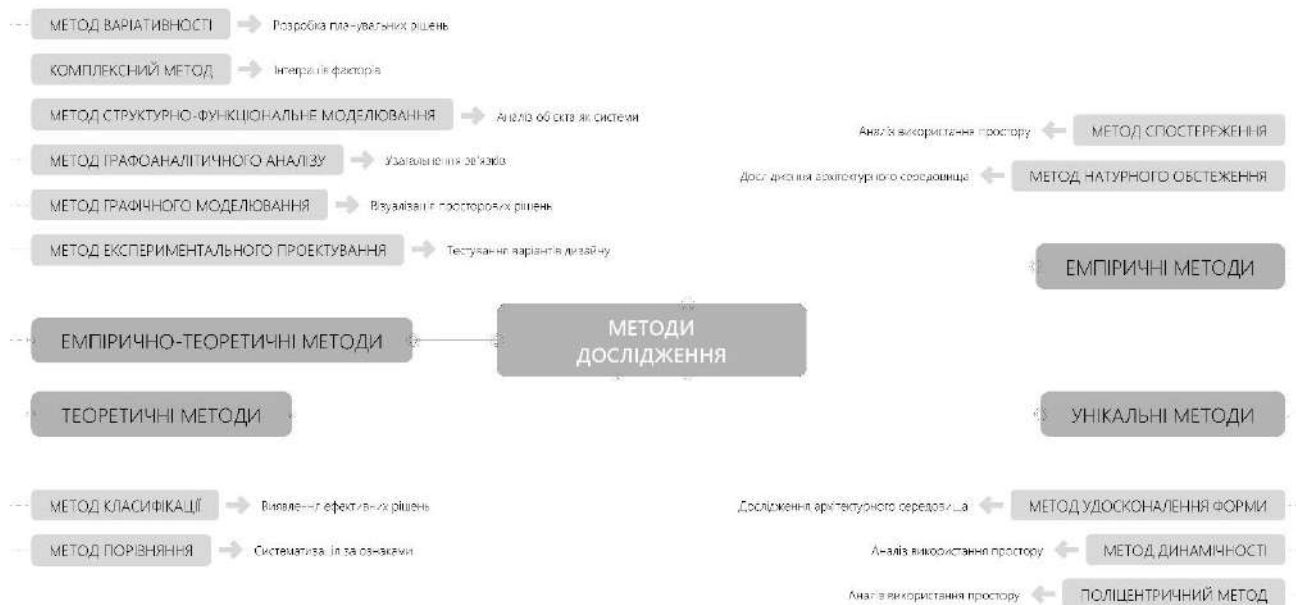 МЕТОД ВАРІАТИВНОСТІ
Розробка планувальних рішень
КОМПЛЕКСНИЙ МЕТОД
Інтеграція факторів
МЕТОД СТРУКТУРНО-ФУНКЦІОНАЛЬНЕ МОДЕЛЮВАННЯ
Аналіз об'єкта як системи
МЕТОД ГРАФОАНАЛІТИЧНОГО АНАЛІЗУ
Узагальнення зв'язків
МЕТОД ГРАФІЧНОГО МОДЕЛЮВАННЯ
Візуалізація просторових рішень
МЕТОД ЕКСПЕРИМЕНТАЛЬНОГО ПРОЕКТУВАННЯ
Тестування варіантів дизайну
Аналіз використання простору
МЕТОД СПОСТЕРЕЖЕННЯ
Дослідження архітектурного середовища
МЕТОД НАТУРНОГО ОБСТЕЖЕННЯ
ЕМПІРИЧНІ МЕТОДИ
МЕТОДИ
ДОСЛІДЖЕННЯ
ЕМПІРИЧНО-ТЕОРЕТИЧНІ МЕТОДИ
ТЕОРЕТИЧНІ МЕТОДИ
УНІКАЛЬНІ МЕТОДИ
МЕТОД КЛАСИФІКАЦІЇ
Виявлення ефективних рішень
МЕТОД ПОРІВНЯННЯ
Систематизація за ознаками
Дослідження архітектурного середовища
МЕТОД УДОСКОНАЛЕННЯ ФОРМИ
Аналіз використання простору
МЕТОД ДИНАМІЧНОСТІ
Аналіз використання простору
ПОЛІЦЕНТРИЧНИЙ МЕТОД